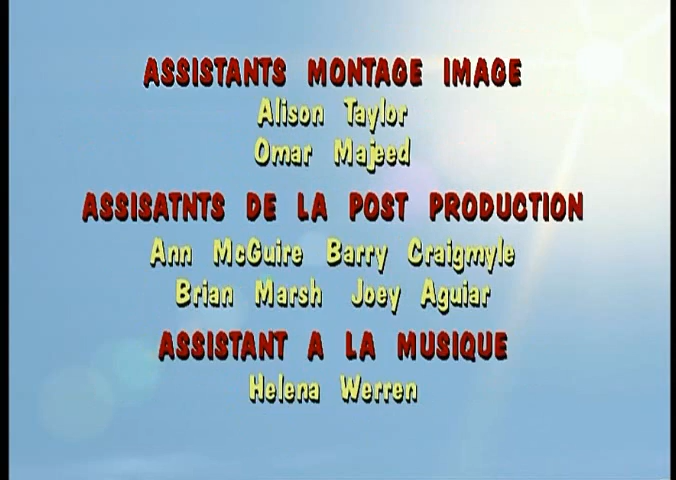 ASSISTANTS MONTAGE IMAGE
Alison Taylor
Omar Majeed
ASSISATNTS DE LA POST PRODUCTION
Ann McGuire Barry Craigmyle
Brian Marsh Joey Aguiar
ASSISTANT A LA MUSIQUE
Helena Werren